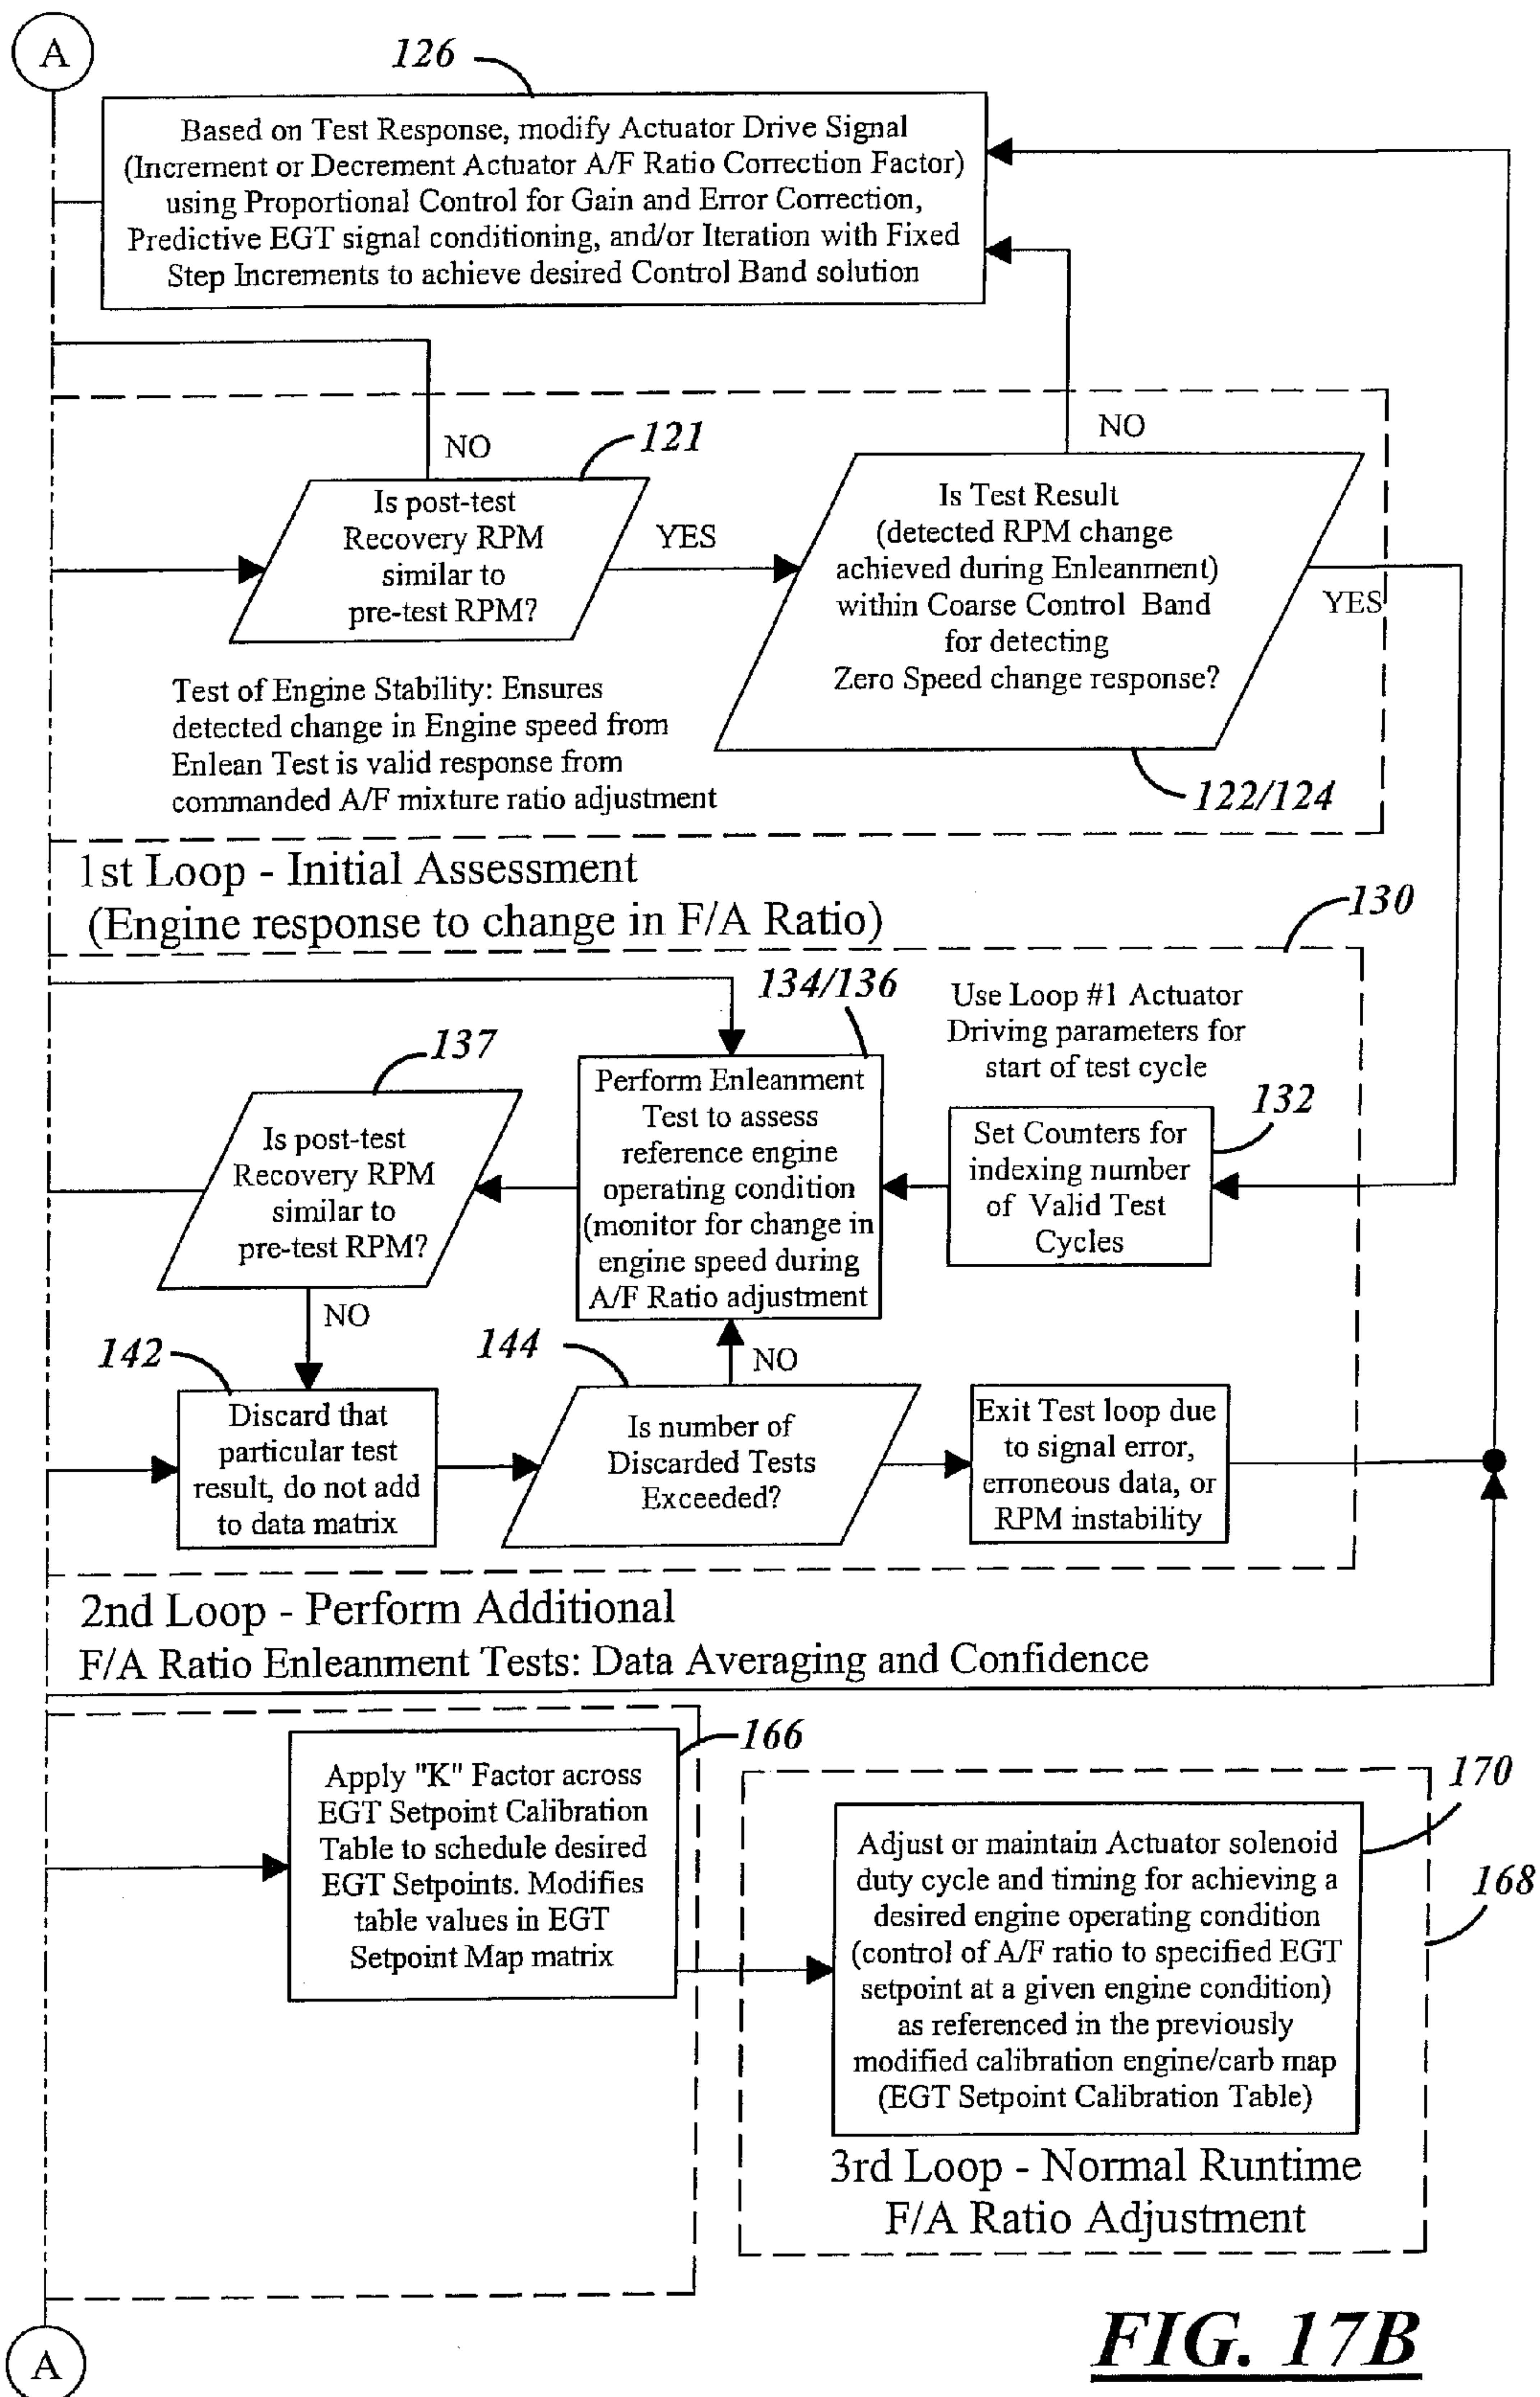 A
126
Based on Test Response, modify Actuator Drive Signal
(Increment or Decrement Actuator A/F Ratio Correction Factor)
using Proportional Control for Gain and Error Correction,
Predictive EGT signal conditioning, and/or Iteration with Fixed
Step Increments to achieve desired Control Band solution
NO
121
Is post-test
Recovery RPM
similar to
pre-test RPM?
YES
NO
Is Test Result
(detected RPM change
achieved during Enleanment)
within Coarse Control Band
for detecting
Zero Speed change response?
YES
122/124
Test of Engine Stability: Ensures
detected change in Engine speed from
Enlean Test is valid response from
commanded A/F mixture ratio adjustment
1st Loop - Initial Assessment
(Engine response to change in F/A Ratio)
130
134/136
Use Loop #1 Actuator
Driving parameters for
start of test cycle
137
Is post-test
Recovery RPM
similar to
pre-test RPM?
Perform Enleanment
Test to assess
reference engine
operating condition
(monitor for change in
engine speed during
A/F Ratio adjustment
132
Set Counters for
indexing number
of Valid Test
Cycles
NO
142
144
NO
Discard that
particular test
result, do not add
to data matrix
Is number of
Discarded Tests
Exceeded?
Exit Test loop due
to signal error,
erroneous data, or
RPM instability
2nd Loop - Perform Additional
F/A Ratio Enleanment Tests: Data Averaging and Confidence
166
Apply "K" Factor across
EGT Setpoint Calibration
Table to schedule desired
EGT Setpoints. Modifies
table values in EGT
Setpoint Map matrix
170
168
Adjust or maintain Actuator solenoid
duty cycle and timing for achieving a
desired engine operating condition
(control of A/F ratio to specified EGT
setpoint at a given engine condition)
as referenced in the previously
modified calibration engine/carb map
(EGT Setpoint Calibration Table)
3rd Loop - Normal Runtime
F/A Ratio Adjustment
A
FIG. 17B